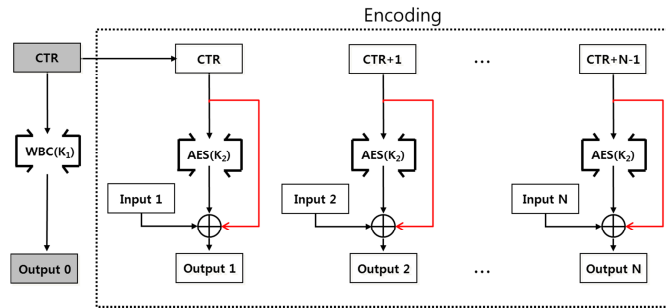 Encoding
CTR
CTR
CTR+1
...
CTR+N-1
WBC(K₁)
AES(K₂)
AES(K₂)
AES(K₂)
Input 1
Input 2
Input N
Output 0
Output 1
Output 2
...
Output N